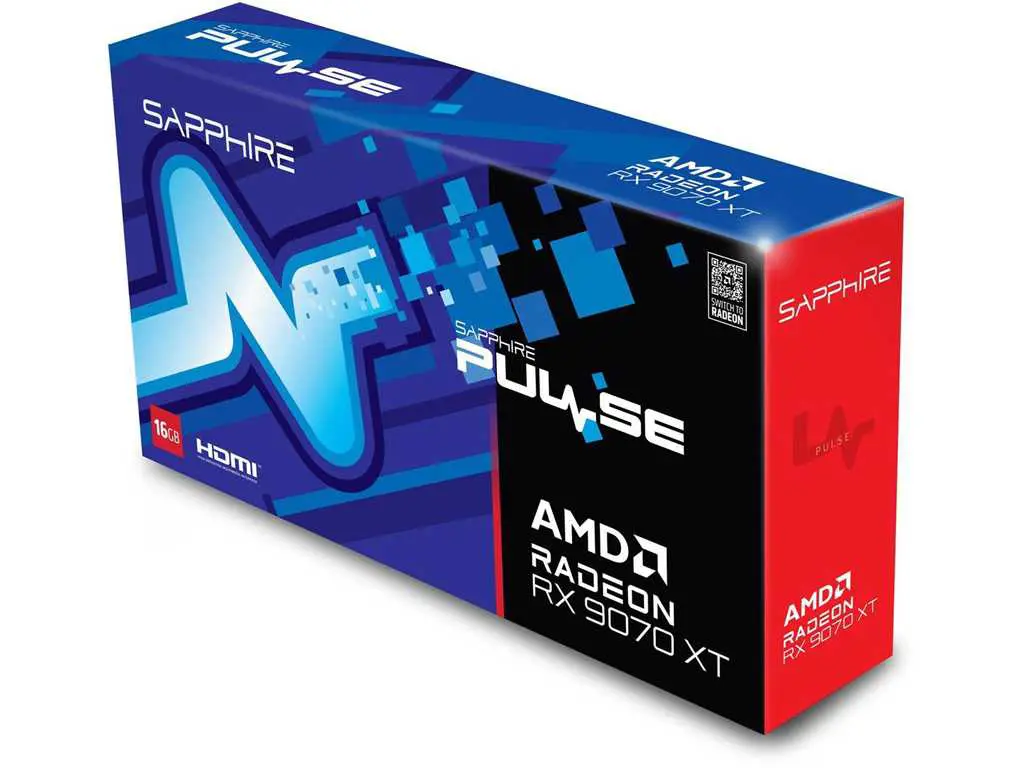 SAPPHIRE
PULSE
AMD
RADEON
RX 9070 XT
SAPPHIRE
SWITCH TO
RADEON
SAPPHIRE
PULSE
16GB
HDMI
AMD
RADEON
RX 9070 XT
SAPPHIRE
PULSE
AMD
RADEON
RX 9070 XT